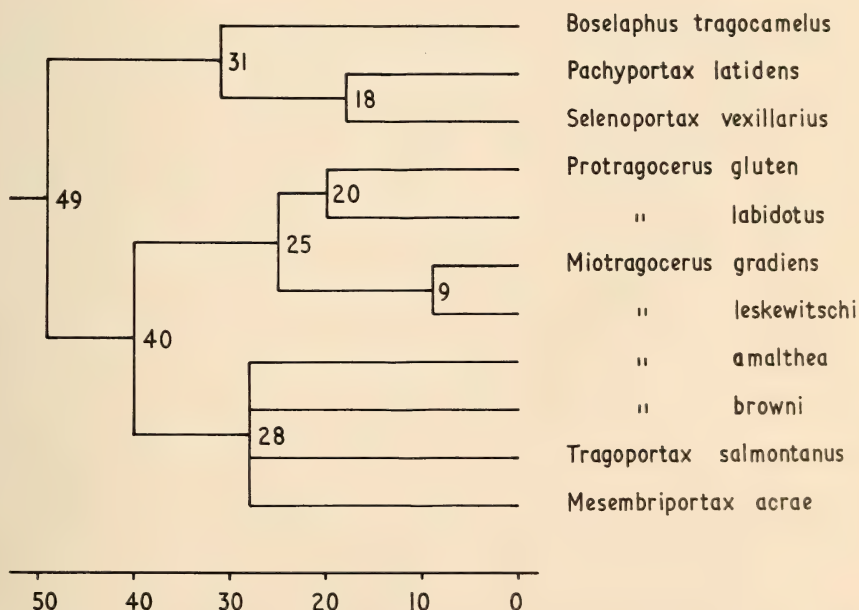 Boselaphus tragocamelus
31
Pachyportax latidens
18
Selenoportax vexillarius
Protragocerus gluten
20
49
" labidotus
25
Miotragocerus gradiens
9
" leskewitschi
40
" amalthea
" browni
28
Tragoportax salmontanus
Mesembriportax acrae
50 40 30 20 10 0